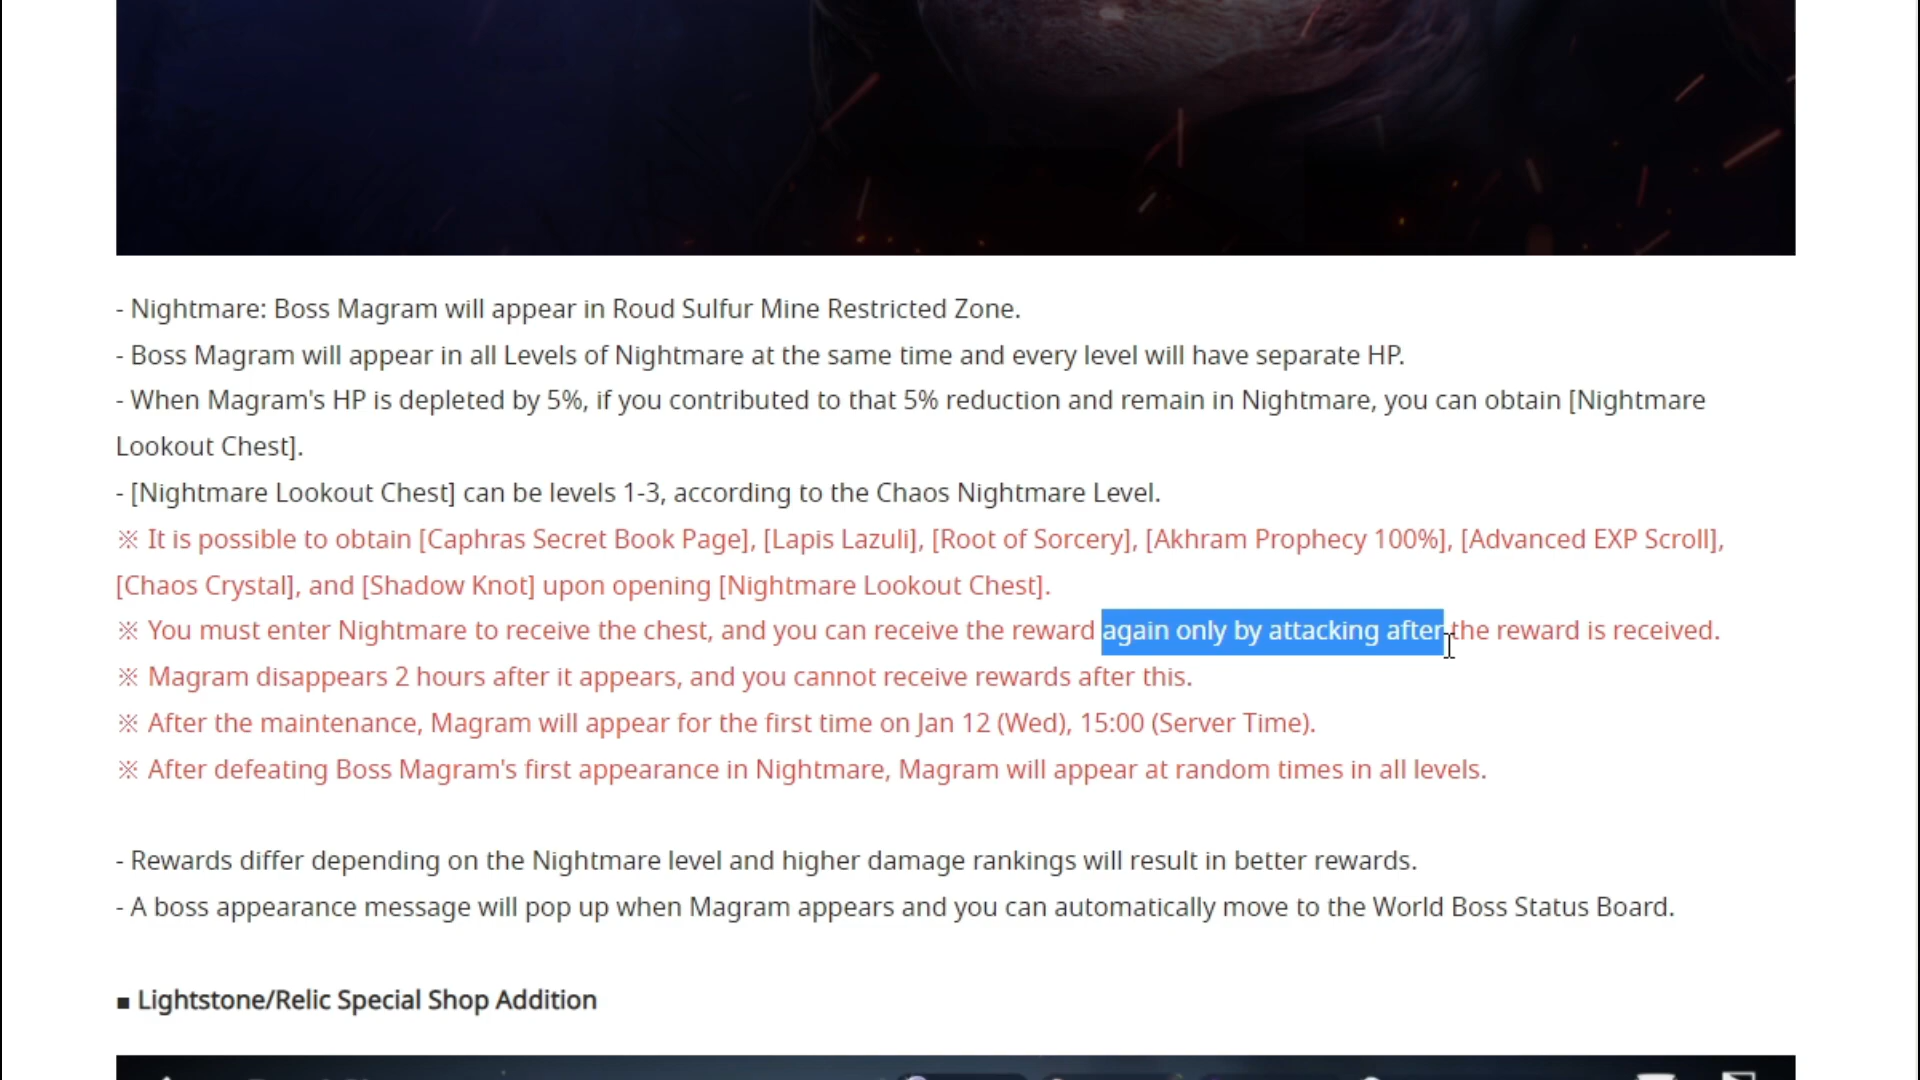 - Nightmare: Boss Magram will appear in Roud Sulfur Mine Restricted Zone.
- Boss Magram will appear in all Levels of Nightmare at the same time and every level will have separate HP.
- When Magram's HP is depleted by 5%, if you contributed to that 5% reduction and remain in Nightmare, you can obtain [Nightmare
Lookout Chest].
- [Nightmare Lookout Chest] can be levels 1-3, according to the Chaos Nightmare Level.
※ It is possible to obtain [Caphras Secret Book Page], [Lapis Lazuli], [Root of Sorcery], [Akhram Prophecy 100%], [Advanced EXP Scroll],
[Chaos Crystal], and [Shadow Knot] upon opening [Nightmare Lookout Chest].
※ You must enter Nightmare to receive the chest, and you can receive the reward again only by attacking after the reward is received.
※ Magram disappears 2 hours after it appears, and you cannot receive rewards after this.
※ After the maintenance, Magram will appear for the first time on Jan 12 (Wed), 15:00 (Server Time).
※ After defeating Boss Magram's first appearance in Nightmare, Magram will appear at random times in all levels.
- Rewards differ depending on the Nightmare level and higher damage rankings will result in better rewards.
- A boss appearance message will pop up when Magram appears and you can automatically move to the World Boss Status Board.
■ Lightstone/Relic Special Shop Addition